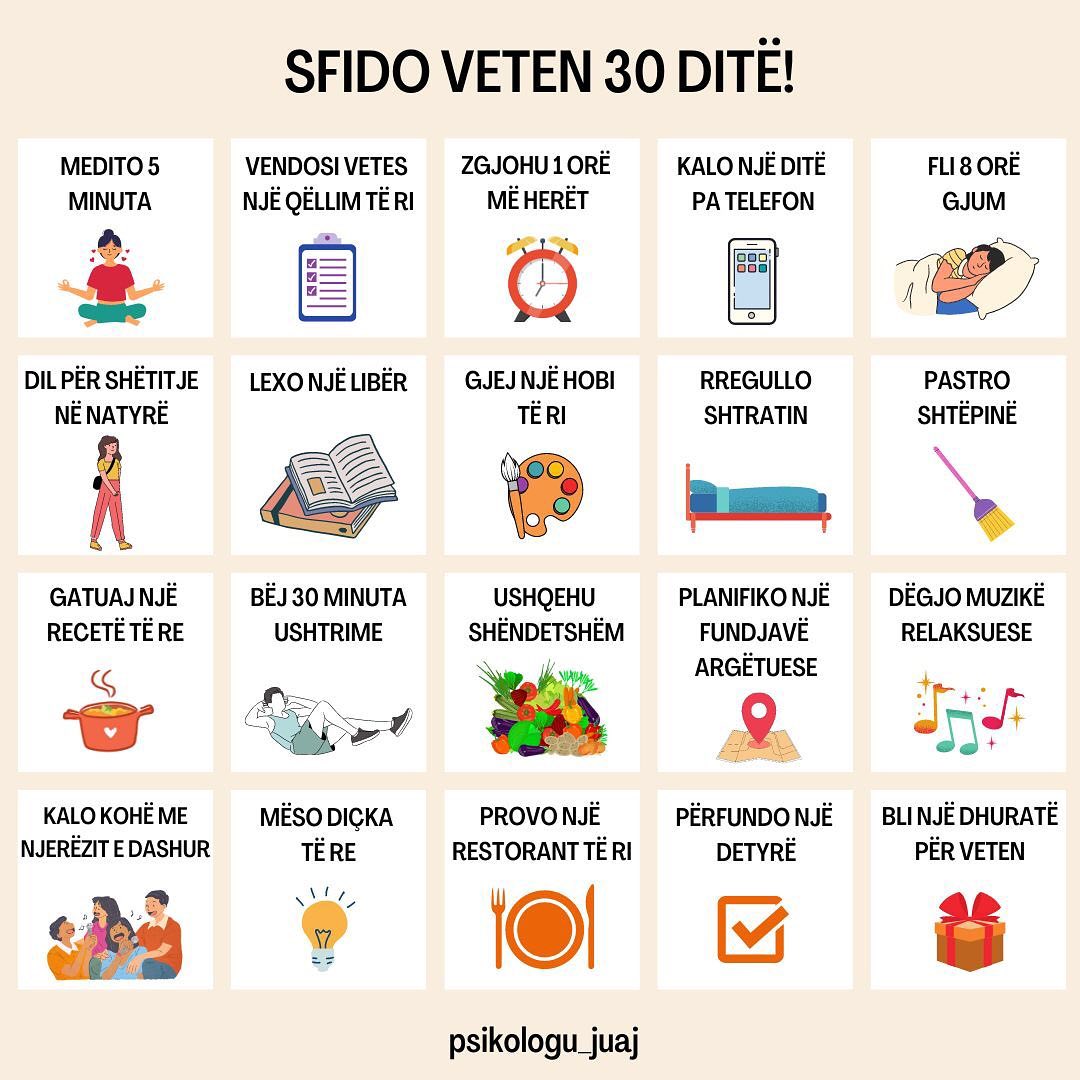 SFIDO VETEN 30 DITË!
MEDITO 5
MINUTA
VENDOSI VETES
NJË QËLLIM TË RI
ZGJOHU 1 ORË
MË HERËT
KALO NJË DITË
PA TELEFON
FLI 8 ORË
GJUM
DIL PËR SHËTITJE
NË NATYRË
LEXO NJË LIBËR
GJEJ NJË HOBI
TË RI
RREGULLO
SHTRATIN
PASTRO
SHTËPINË
GATUAJ NJË
RECETË TË RE
BËJ 30 MINUTA
USHTRIME
USHQEHU
SHËNDETSHËM
PLANIFIKO NJË
FUNDJAVË
ARGËTUESE
DËGJO MUZIKË
RELAKSUESE
KALO KOHË ME
NJERËZIT E DASHUR
MËSO DIÇKA
TË RE
PROVO NJË
RESTORANT TË RI
PËRFUNDO NJË
DETYRË
BLI NJË DHURATË
PËR VETEN
psikologu_juaj